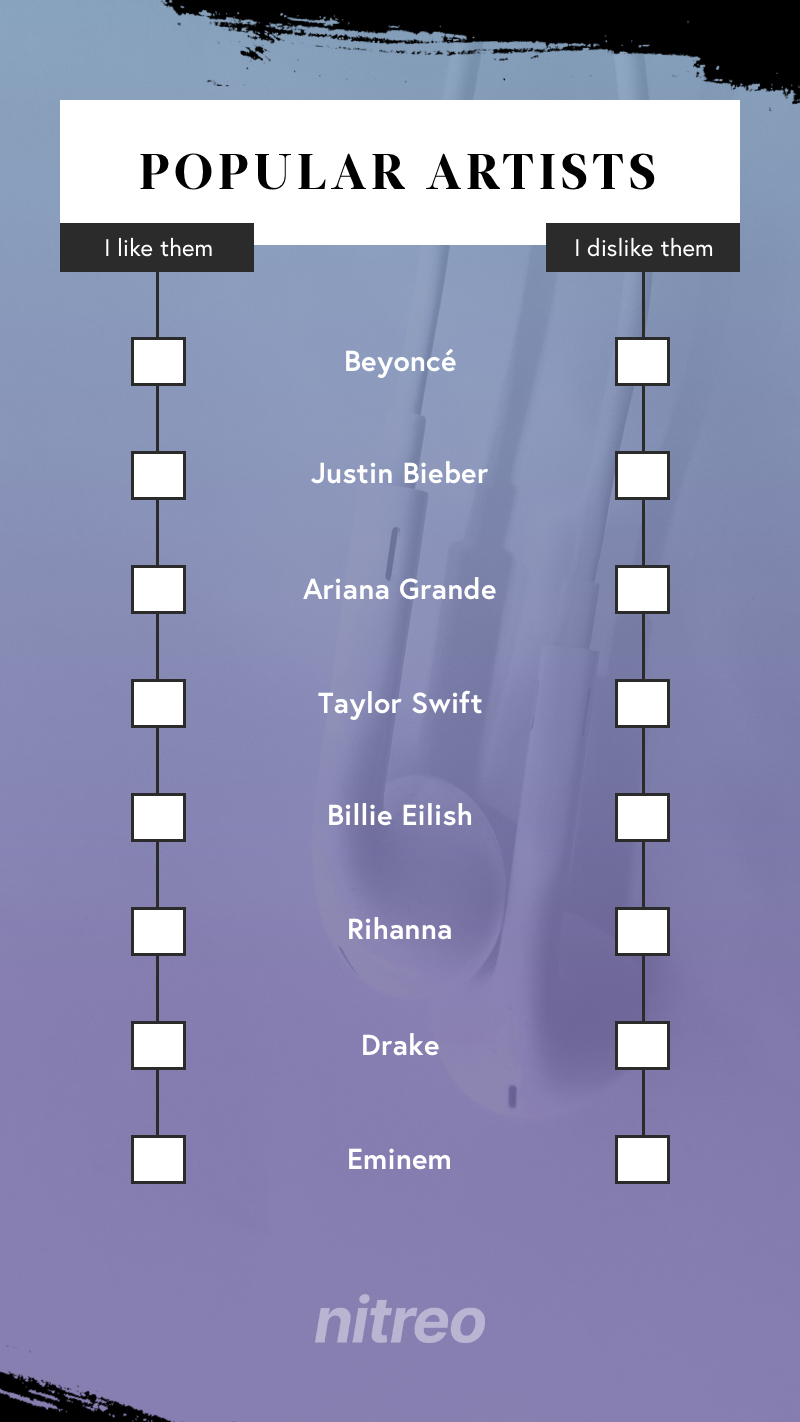 POPULAR ARTISTS
I like them
I dislike them
Beyoncé
Justin Bieber
Ariana Grande
Taylor Swift
Billie Eilish
Rihanna
Drake
Eminem
nitreo